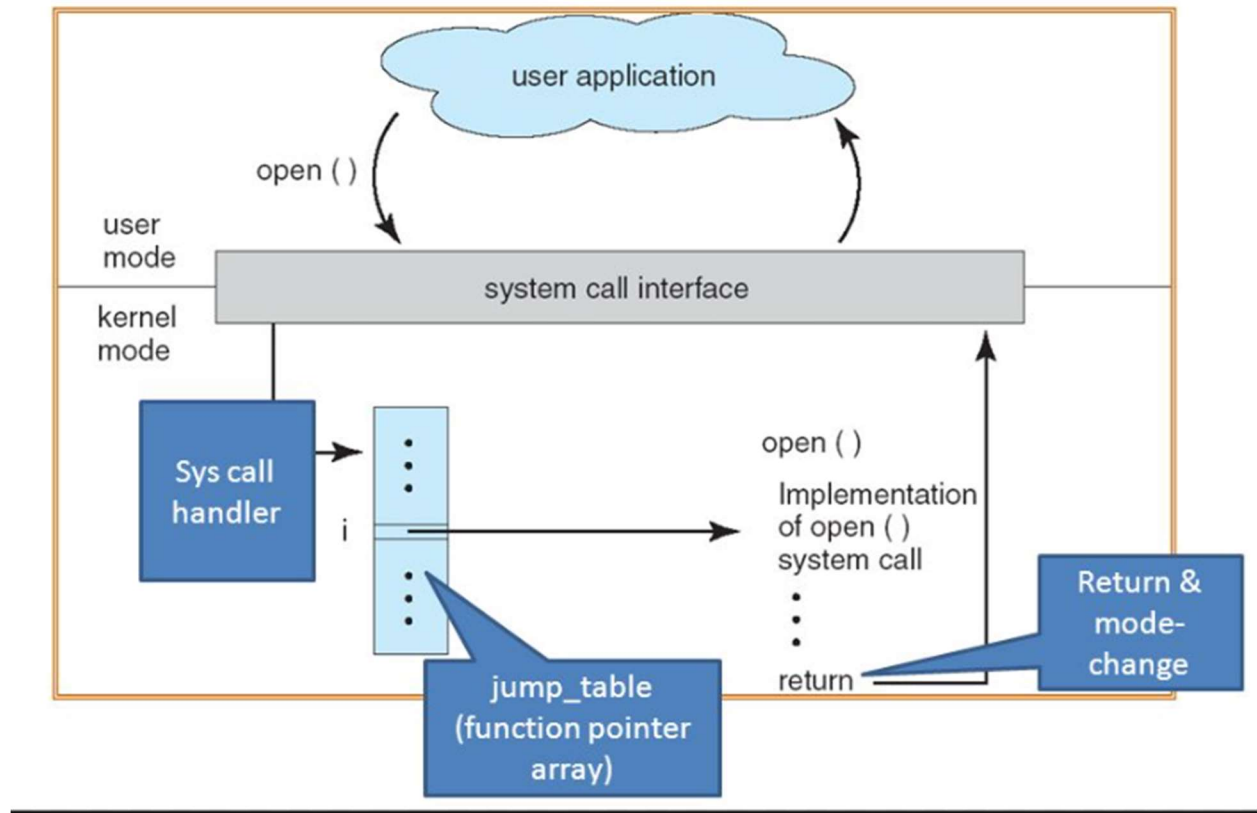 user application
open ( )
user
mode
system call interface
kernel
mode
Sys call
handler
i
open ( )
Implementation
of open ( )
system call
return
Return &
mode-
change
jump_table
(function pointer
array)